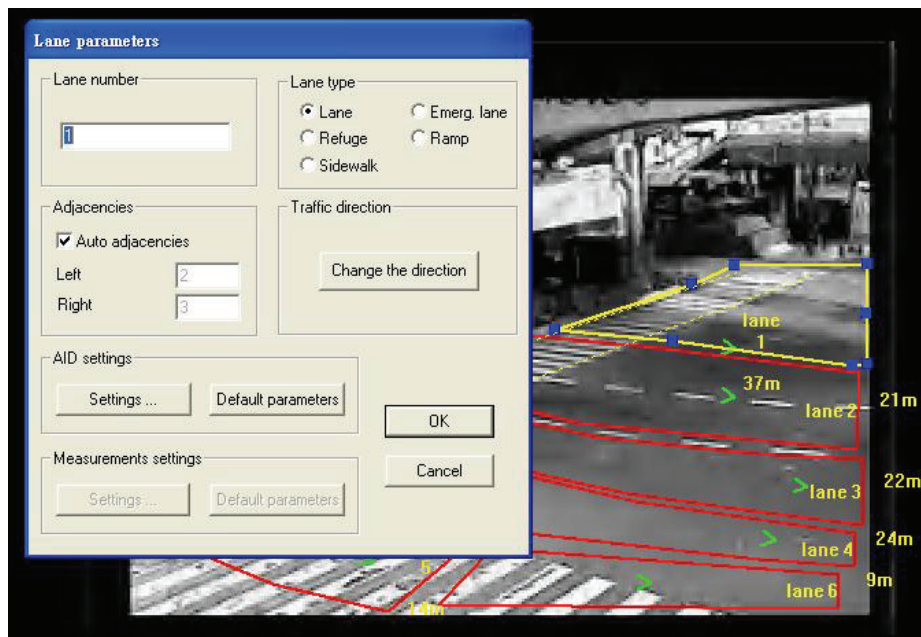 Lane parameters
Lane number
1
Lane type
Lane
Emerg. lane
Refuge
Ramp
Sidewalk
Adjacencies
Auto adjacencies
Left
2
Right
3
Traffic direction
Change the direction
AID settings
Settings ...
Default parameters
OK
Cancel
Measurements settings
Settings ...
Default parameters
lane
1
37m
lane 2
21m
lane 3
22m
lane 4
24m
lane 6
9m
5
14m